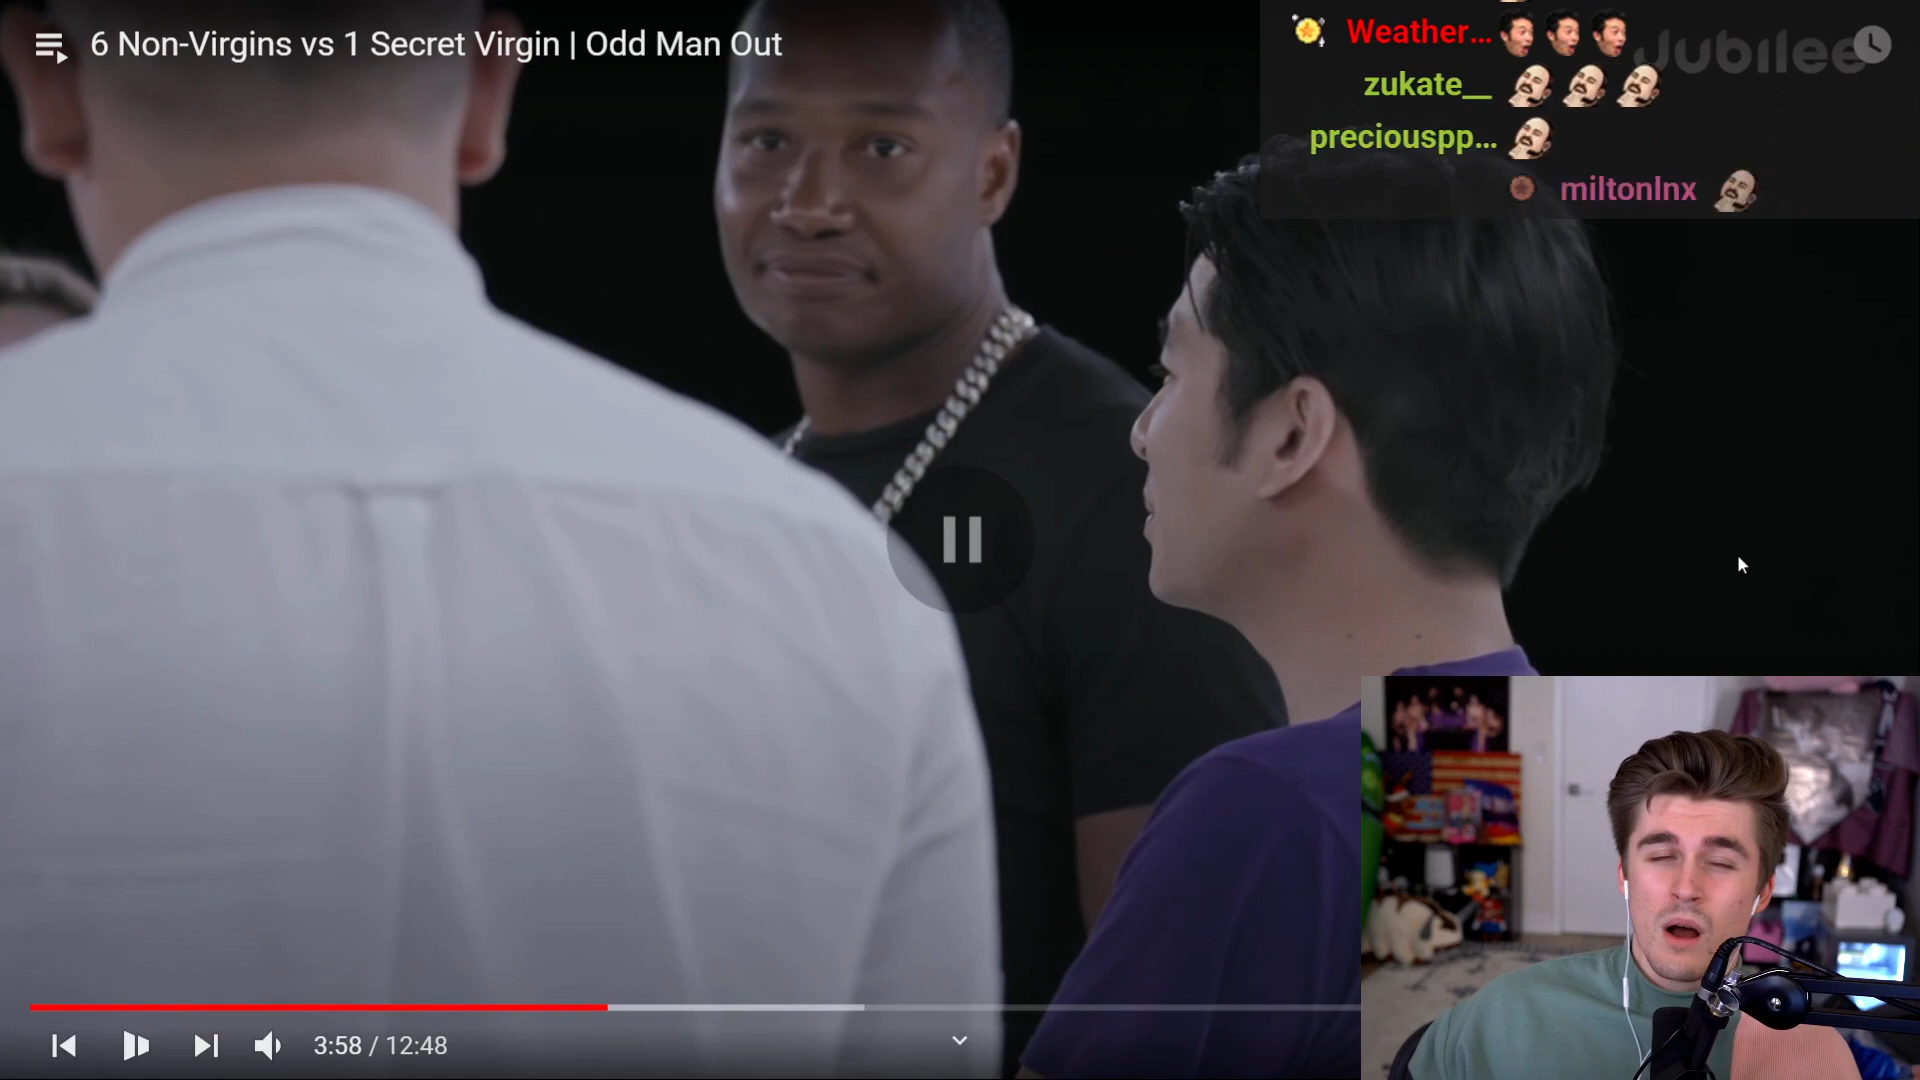 6 Non-Virgins vs 1 Secret Virgin | Odd Man Out
Weather...
Jubilee
zukate__
preciouspp...
miltonlnx
3:58 / 12:48